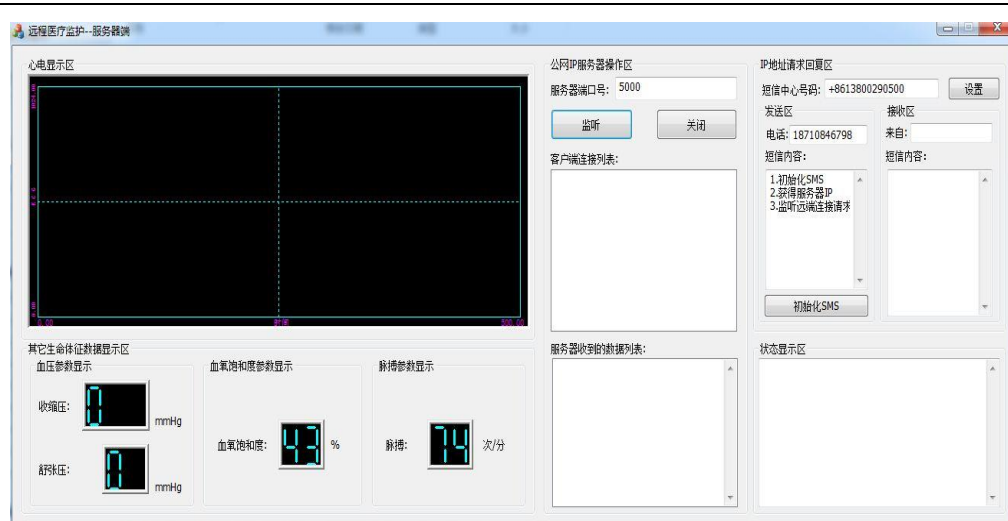 远程医疗监护--服务器端
心电显示区
0.00
时间
500.00
其它生命体征数据显示区
血压参数显示
收缩压:
0
mmHg
舒张压:
0
mmHg
血氧饱和度参数显示
血氧饱和度:
43
%
脉搏参数显示
脉搏:
74
次/分
公网IP服务器操作区
服务器端口号:
5000
监听
关闭
客户端连接列表:
服务器收到的数据列表:
IP地址请求回复区
短信中心号码:
+8613800290500
设置
发送区
电话:
18710846798
短信内容:
1.初始化SMS
2.获得服务器IP
3.监听远端连接请求
初始化SMS
接收区
来自:
短信内容:
状态显示区